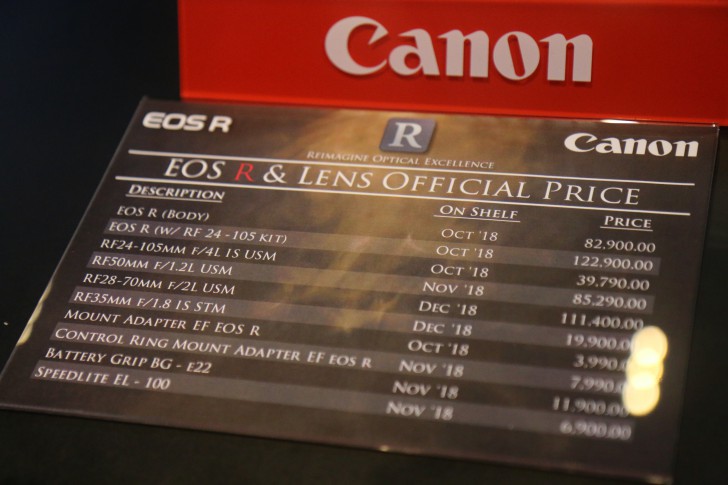 Canon
EOS R
R
Canon
REIMAGINE OPTICAL EXCELLENCE
EOS R & LENS OFFICIAL PRICE
DESCRIPTION ON SHELF PRICE
EOS R (BODY) OCT '18 82,900.00
EOS R (W/ RF 24-105 KIT) OCT '18 122,900.00
RF24-105MM F/4L IS USM OCT '18 39,790.00
RF50MM F/1.2L USM NOV '18 85,290.00
RF28-70MM F/2L USM DEC '18 111,400.00
RF35MM F/1.8 IS STM DEC '18 19,900.00
MOUNT ADAPTER EF EOS R OCT '18 3,990.00
CONTROL RING MOUNT ADAPTER EF EOS R NOV '18 7,990.00
BATTERY GRIP BG - E22 NOV '18 11,900.00
SPEEDLITE EL - 100 NOV '18 6,900.00